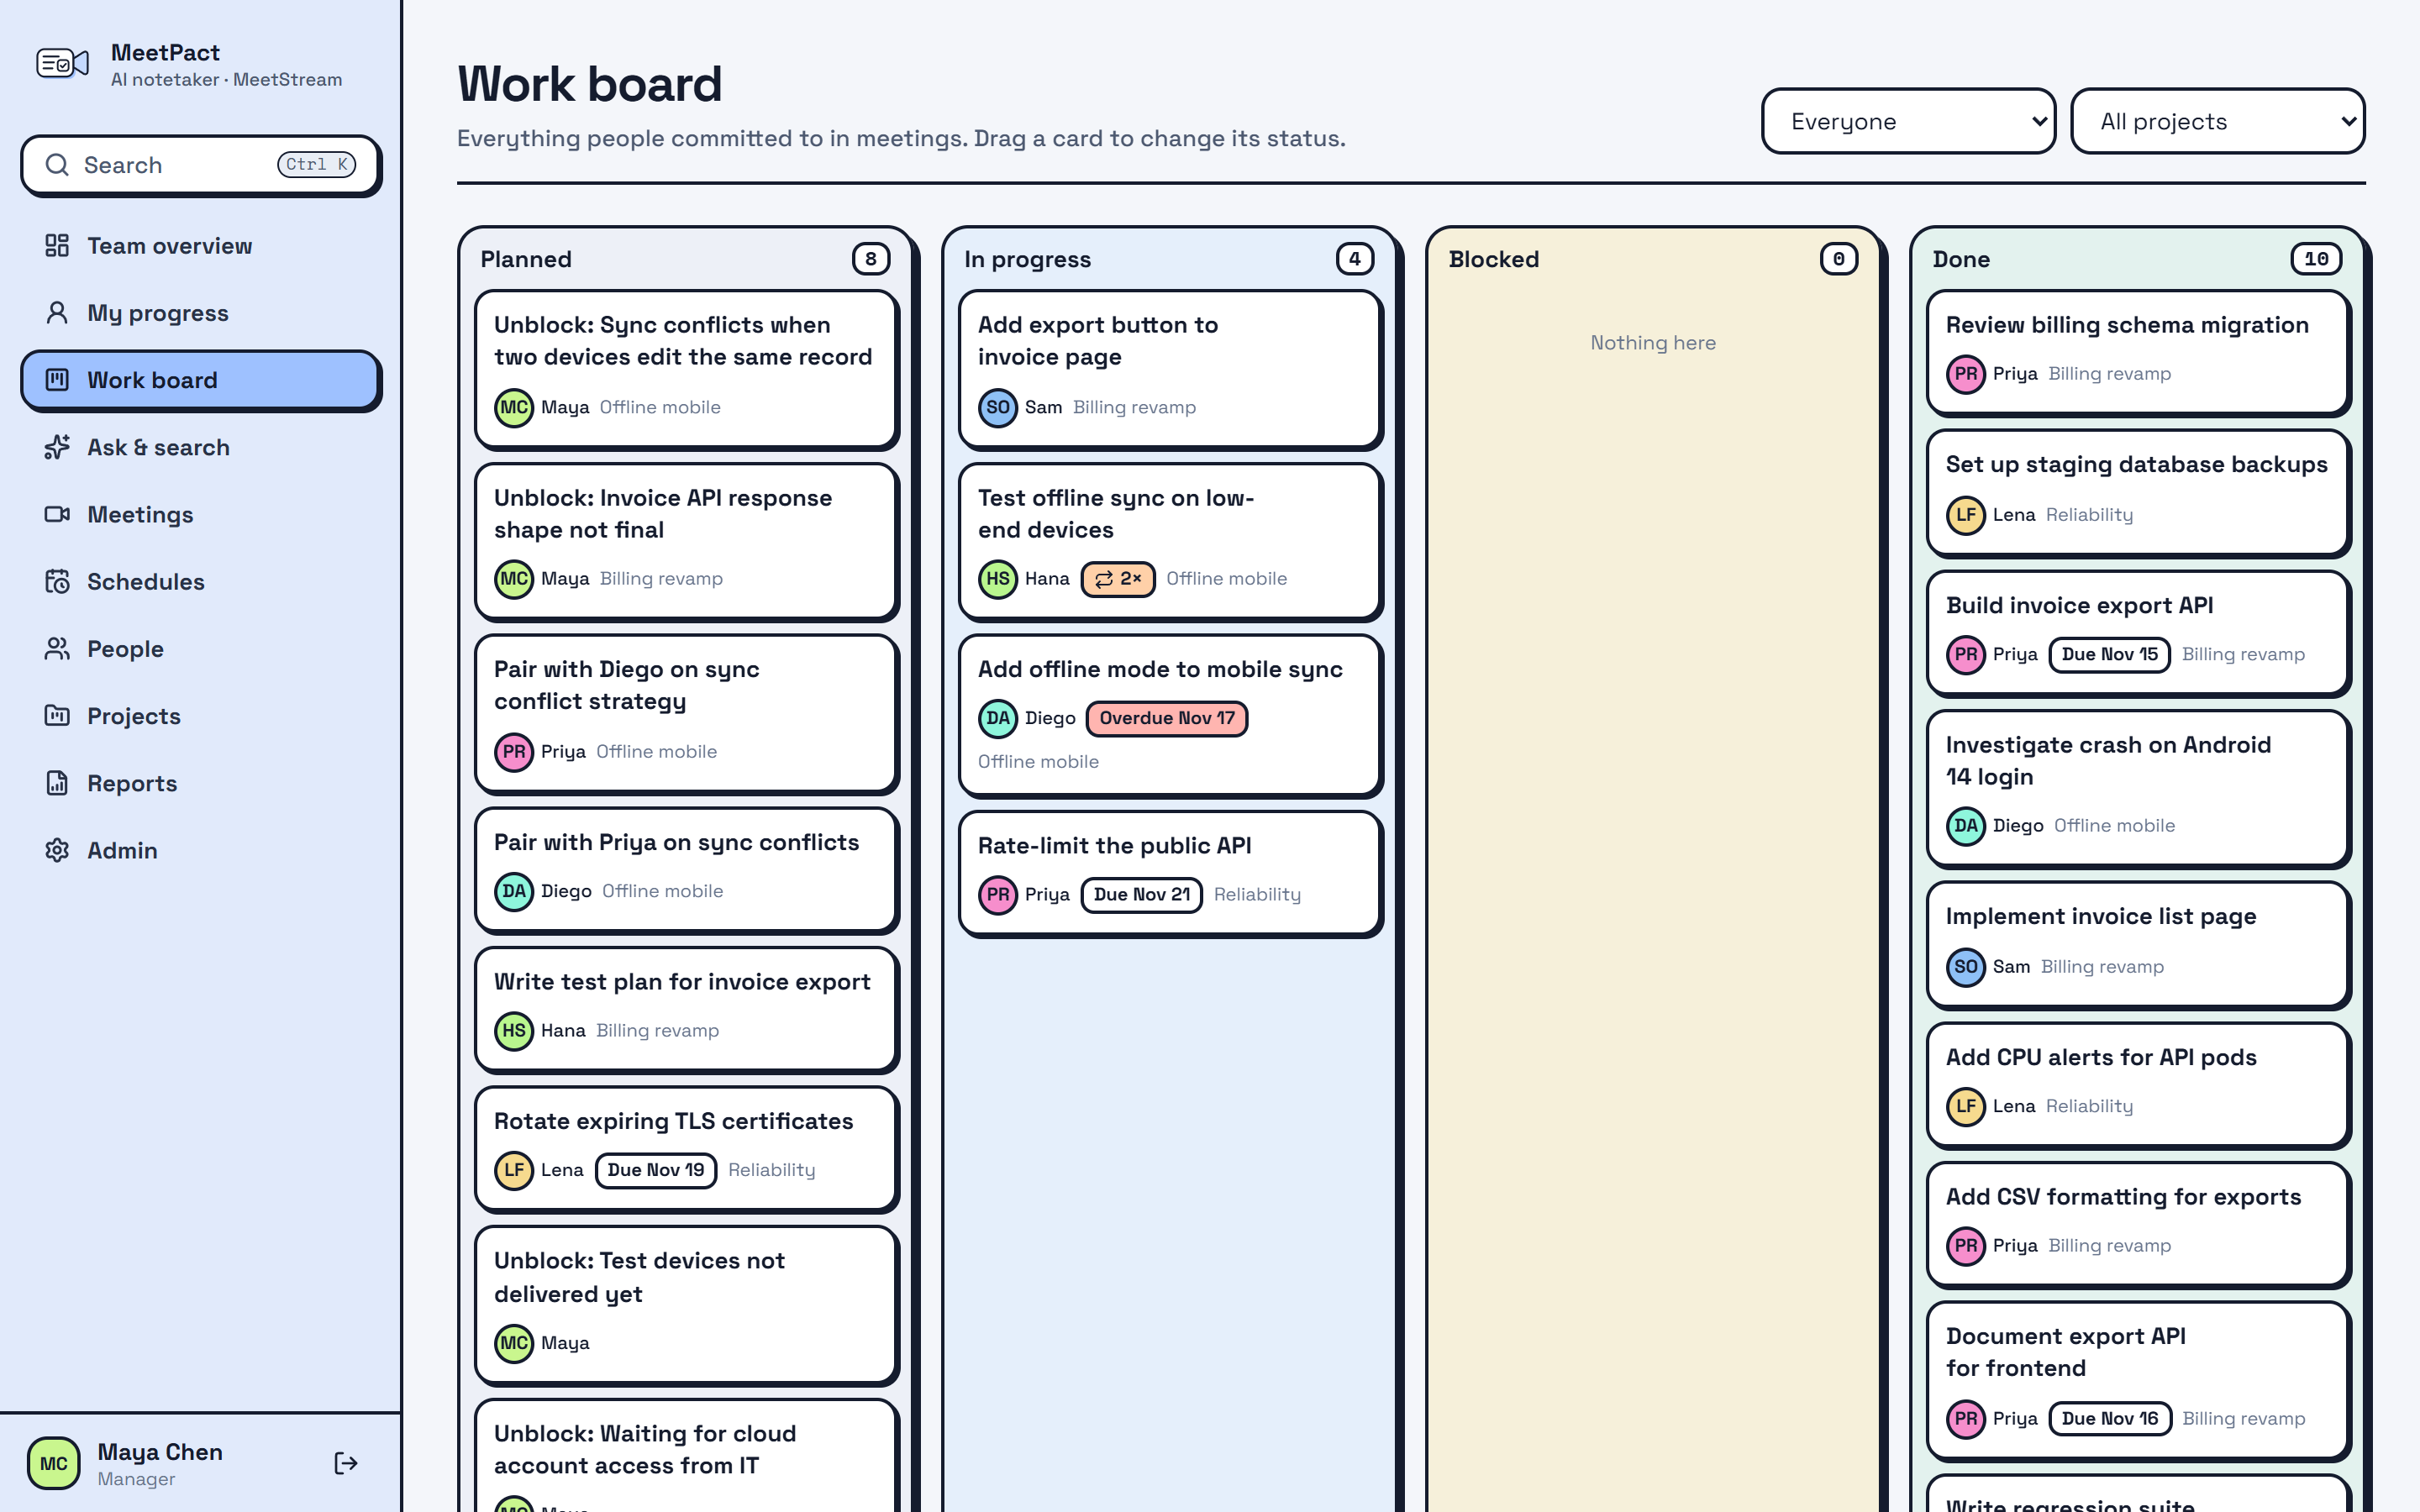 MeetPact
AI notetaker · MeetStream
Search
Ctrl K
Team overview
My progress
Work board
Ask & search
Meetings
Schedules
People
Projects
Reports
Admin
MC
Maya Chen
Manager
Work board
Everything people committed to in meetings. Drag a card to change its status.
Everyone
All projects
Planned
8
Unblock: Sync conflicts when
two devices edit the same record
MC Maya Offline mobile
Unblock: Invoice API response
shape not final
MC Maya Billing revamp
Pair with Diego on sync
conflict strategy
PR Priya Offline mobile
Pair with Priya on sync conflicts
DA Diego Offline mobile
Write test plan for invoice export
HS Hana Billing revamp
Rotate expiring TLS certificates
LF Lena Due Nov 19 Reliability
Unblock: Test devices not
delivered yet
MC Maya
Unblock: Waiting for cloud
account access from IT
MC Maya
In progress
4
Add export button to
invoice page
SO Sam Billing revamp
Test offline sync on low-
end devices
HS Hana 2× Offline mobile
Add offline mode to mobile sync
DA Diego Overdue Nov 17
Offline mobile
Rate-limit the public API
PR Priya Due Nov 21 Reliability
Blocked
0
Nothing here
Done
10
Review billing schema migration
PR Priya Billing revamp
Set up staging database backups
LF Lena Reliability
Build invoice export API
PR Priya Due Nov 15 Billing revamp
Investigate crash on Android
14 login
DA Diego Offline mobile
Implement invoice list page
SO Sam Billing revamp
Add CPU alerts for API pods
LF Lena Reliability
Add CSV formatting for exports
PR Priya Billing revamp
Document export API
for frontend
PR Priya Due Nov 16 Billing revamp
Write regression suite